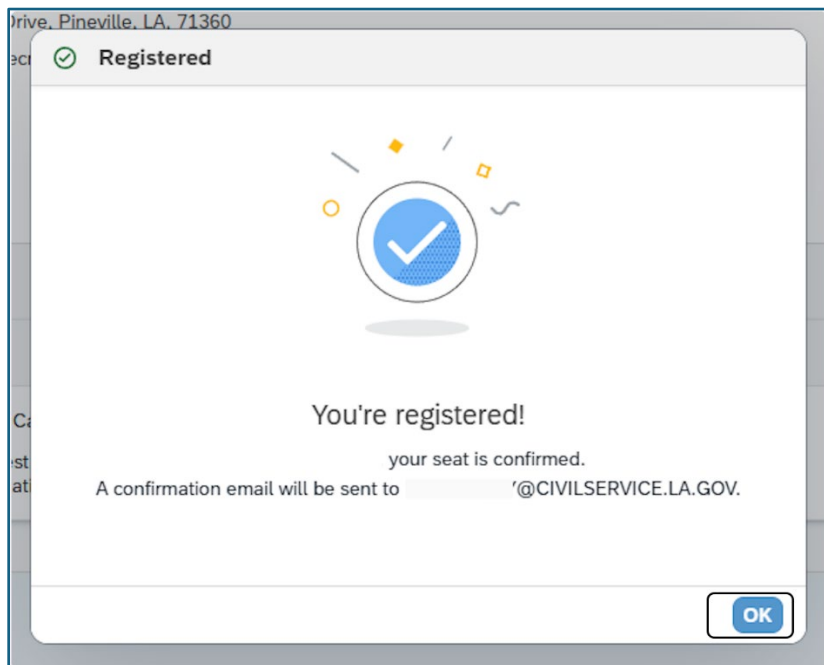 Drive, Pineville, LA, 71360
Registered
You're registered!
your seat is confirmed.
A confirmation email will be sent to @CIVILSERVICE.LA.GOV.
OK